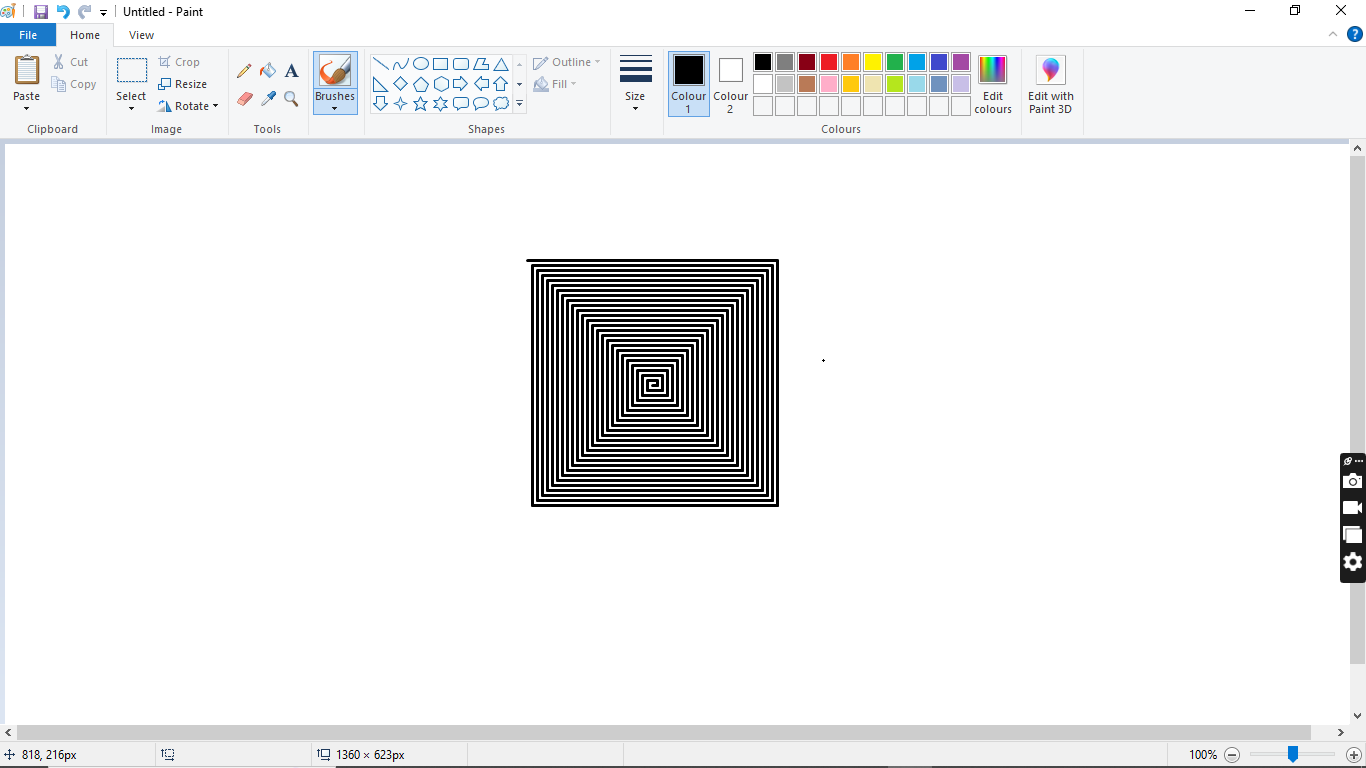 Untitled - Paint
File Home View
?
Paste
Cut
Copy
Clipboard
Select
Crop
Resize
Rotate
Image
A
Tools
Brushes
Outline
Fill
Shapes
Size
Colour
1
Colour
2
Edit
colours
Colours
Edit with
Paint 3D
818, 216px
1360 × 623px
100%